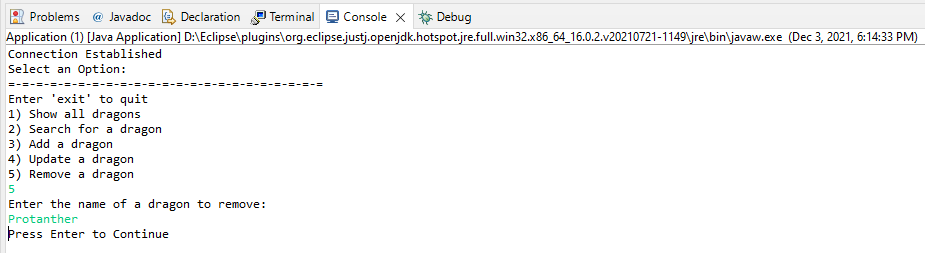 Problems @ Javadoc Declaration Terminal Console Debug
Application (1) [Java Application] D:\Eclipse\plugins\org.eclipse.justj.openjdk.hotspot.jre.full.win32.x86_64_16.0.2.v20210721-1149\jre\bin\javaw.exe (Dec 3, 2021, 6:14:33 PM)
Connection Established
Select an Option:
=-=-=-=-=-=-=-=-=-=-=-=-=-=-=-=-=-=-=-=-=-=-=
Enter 'exit' to quit
1) Show all dragons
2) Search for a dragon
3) Add a dragon
4) Update a dragon
5) Remove a dragon
5
Enter the name of a dragon to remove:
Protanther
Press Enter to Continue